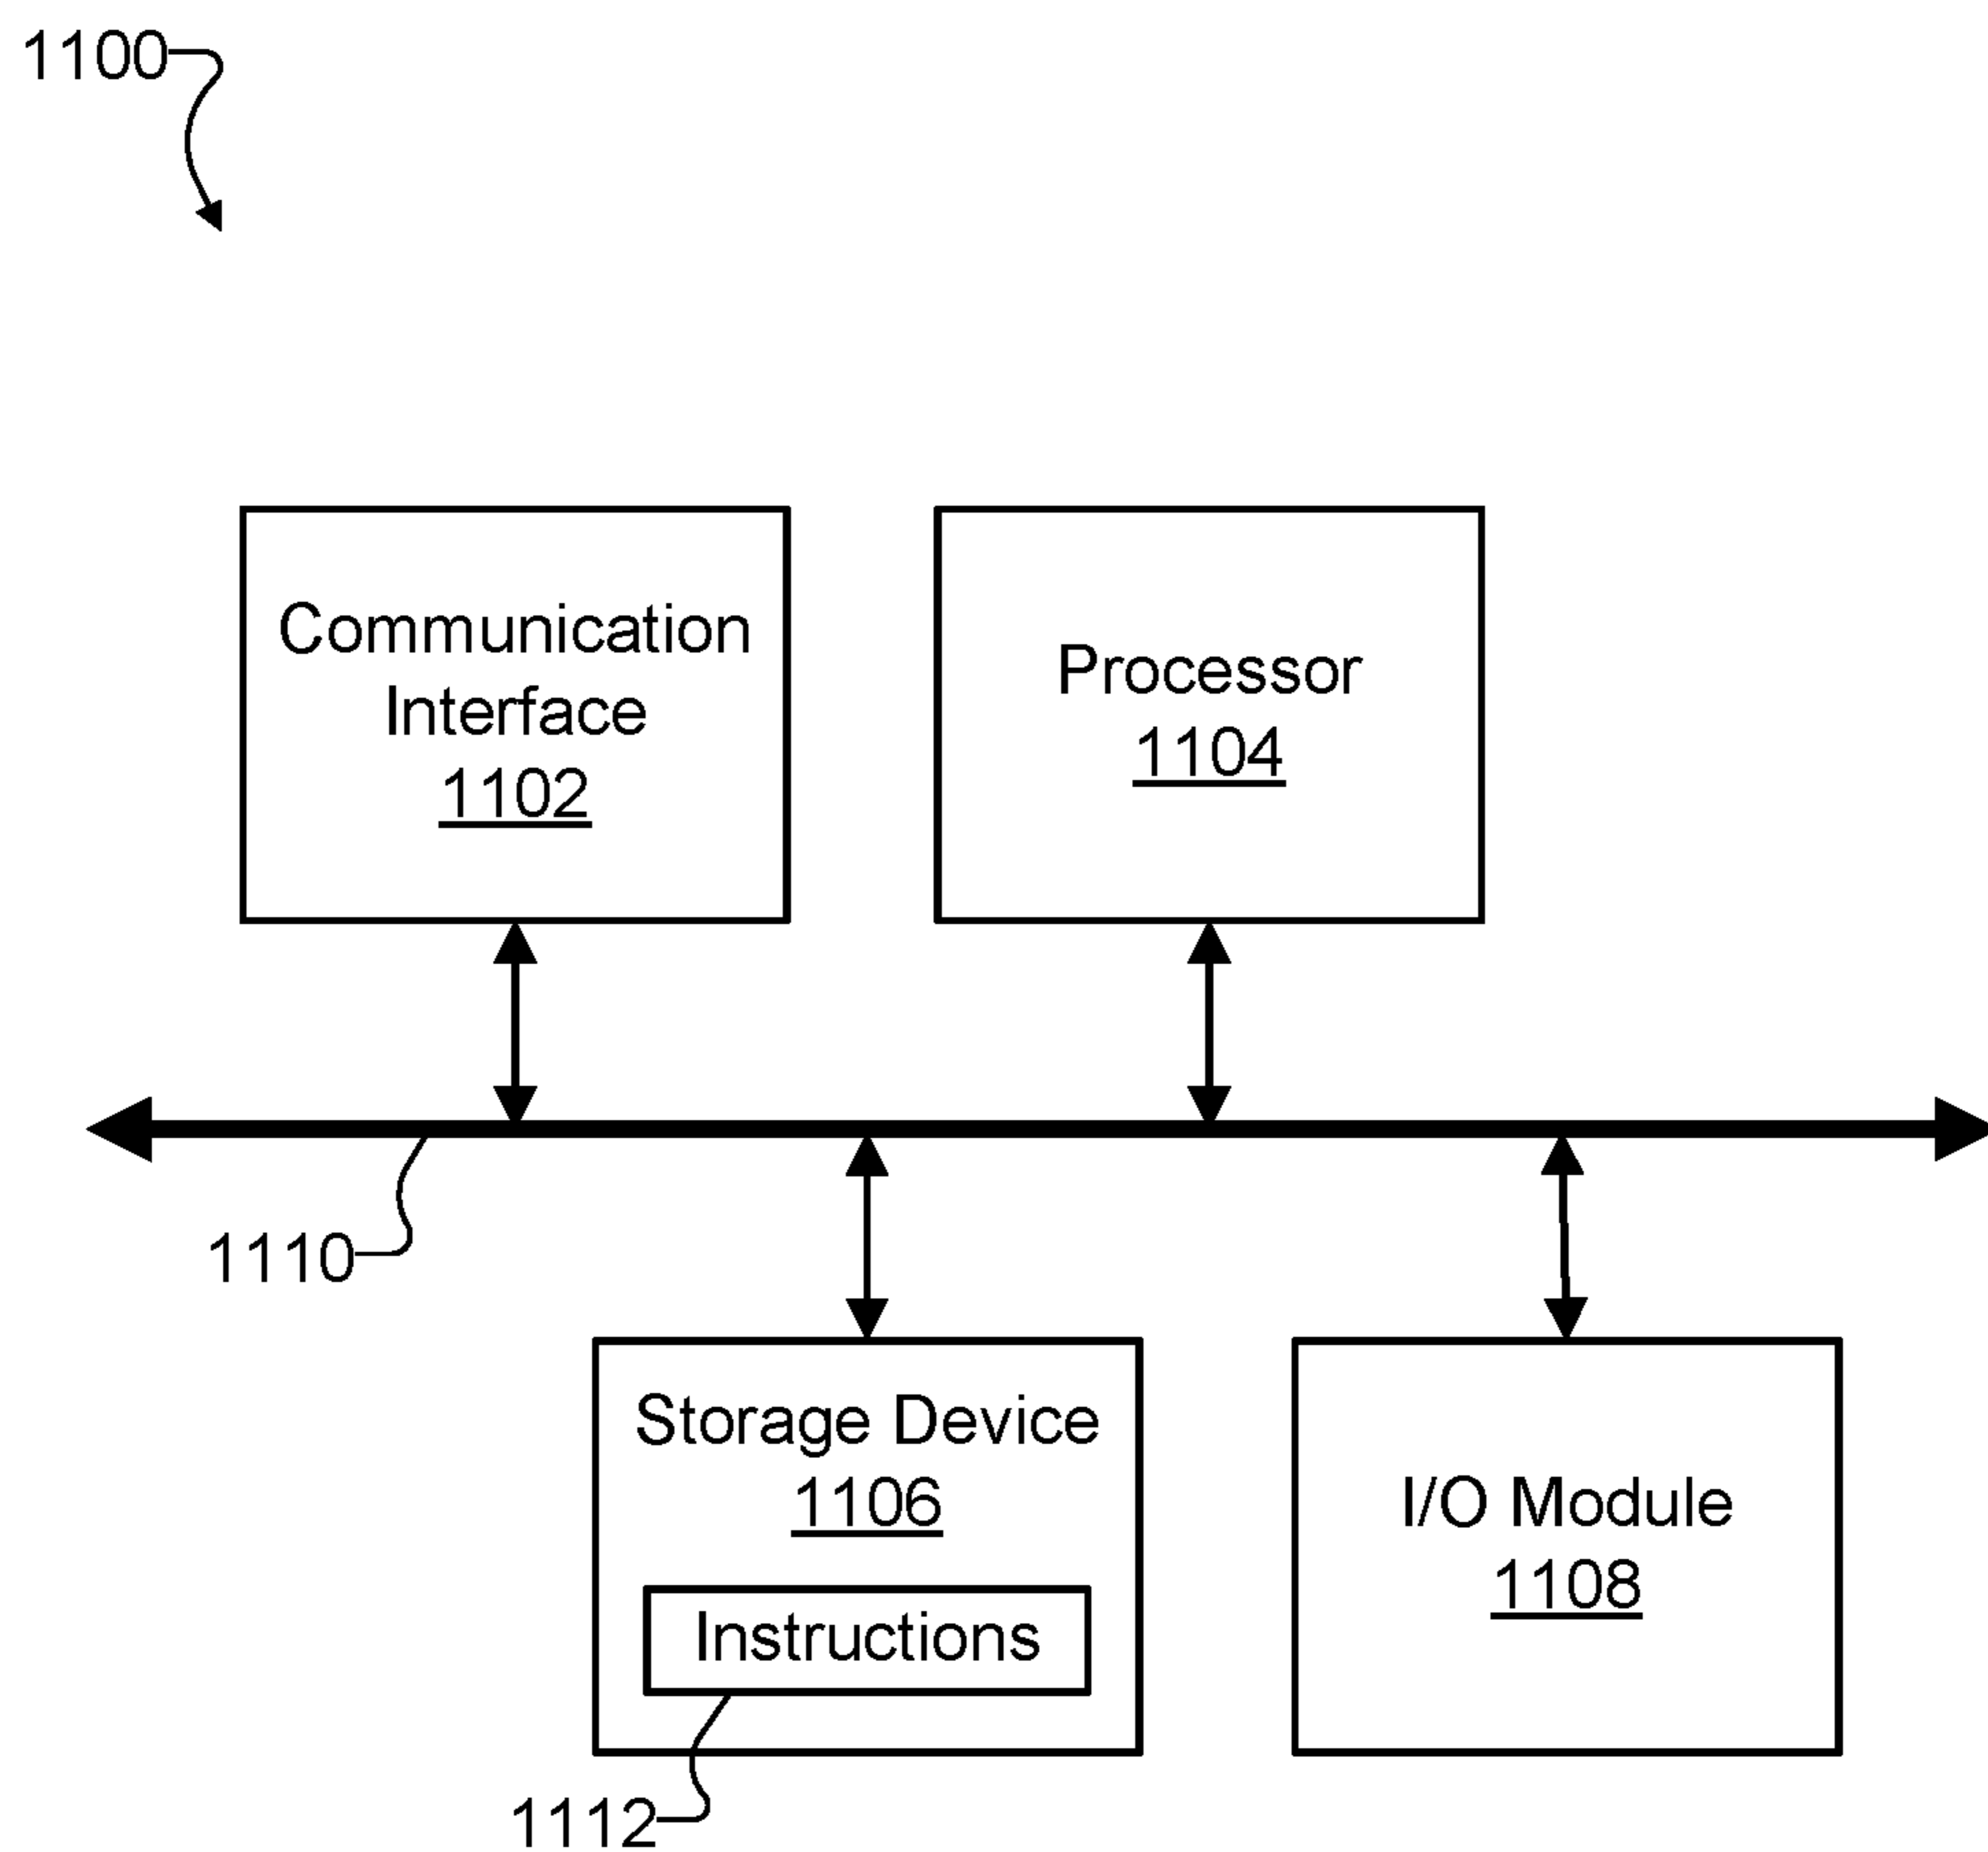 1100
Communication
Interface
1102
Processor
1104
1110
Storage Device
1106
Instructions
1112
I/O Module
1108